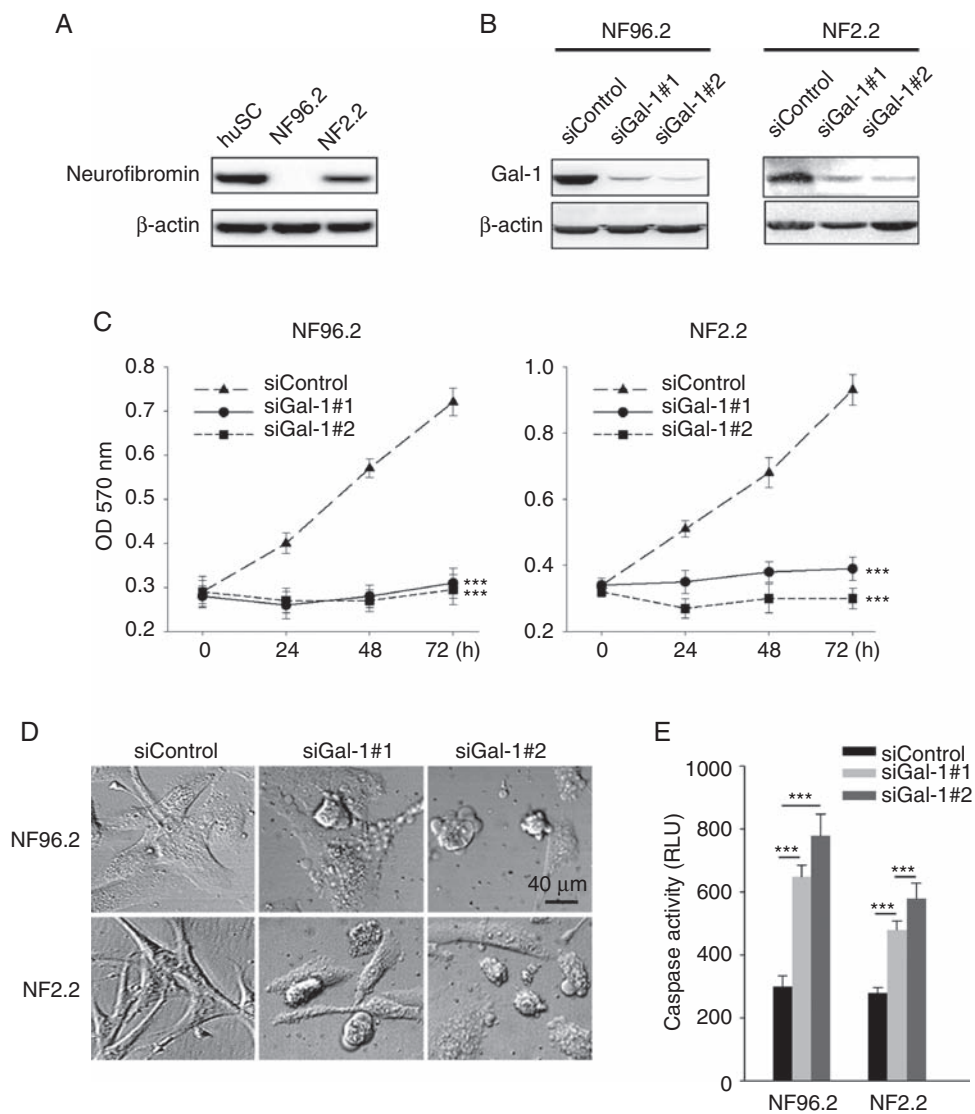 A
huSC
NF96.2
NF2.2
Neurofibromin
β-actin
B
NF96.2
NF2.2
siControl
siGal-1#1
siGal-1#2
siControl
siGal-1#1
siGal-1#2
Gal-1
β-actin
C
NF96.2
OD 570 nm
0.8
0.7
0.6
0.5
0.4
0.3
0.2
siControl
siGal-1#1
siGal-1#2
***
***
0
24
48
72 (h)
NF2.2
1.0
0.8
0.6
0.4
0.2
siControl
siGal-1#1
siGal-1#2
***
***
0
24
48
72 (h)
D
siControl
siGal-1#1
siGal-1#2
NF96.2
40 μm
NF2.2
E
siControl
siGal-1#1
siGal-1#2
Caspase activity (RLU)
1000
800
600
400
200
0
***
***
***
***
NF96.2
NF2.2